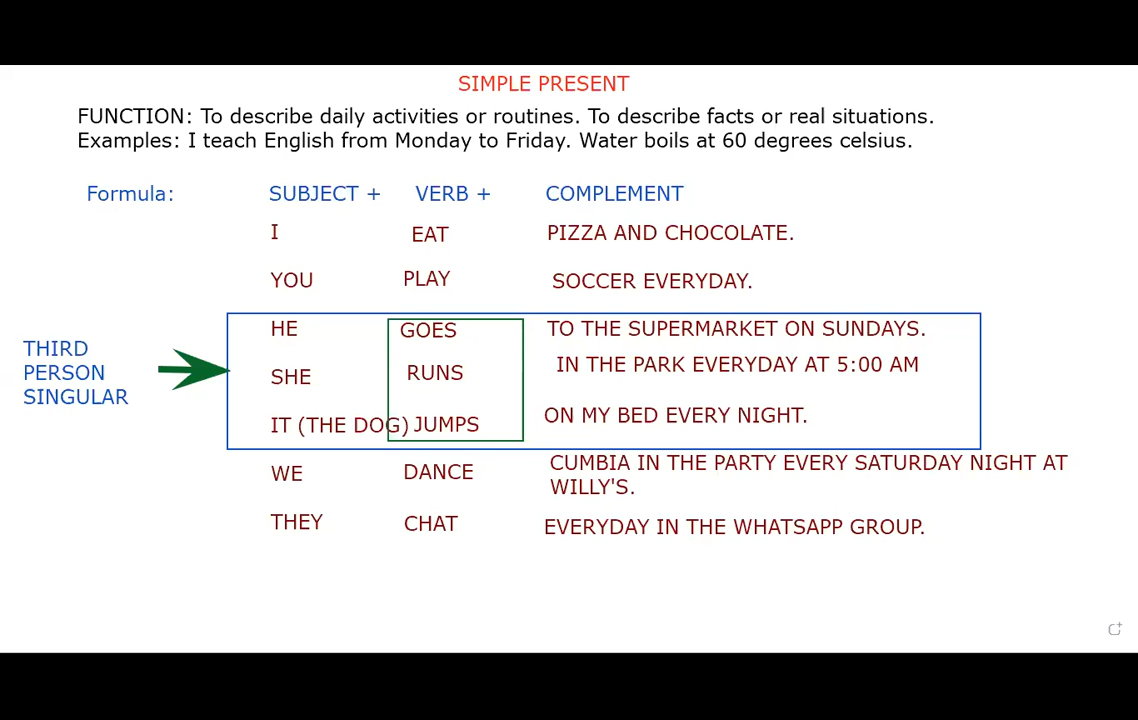 SIMPLE PRESENT
FUNCTION: To describe daily activities or routines. To describe facts or real situations.
Examples: I teach English from Monday to Friday. Water boils at 60 degrees celsius.
Formula: SUBJECT + VERB + COMPLEMENT
I EAT PIZZA AND CHOCOLATE.
YOU PLAY SOCCER EVERYDAY.
HE GOES TO THE SUPERMARKET ON SUNDAYS.
THIRD
PERSON
SINGULAR
SHE RUNS IN THE PARK EVERYDAY AT 5:00 AM
IT (THE DOG) JUMPS ON MY BED EVERY NIGHT.
WE DANCE CUMBIA IN THE PARTY EVERY SATURDAY NIGHT AT
WILLY'S.
THEY CHAT EVERYDAY IN THE WHATSAPP GROUP.